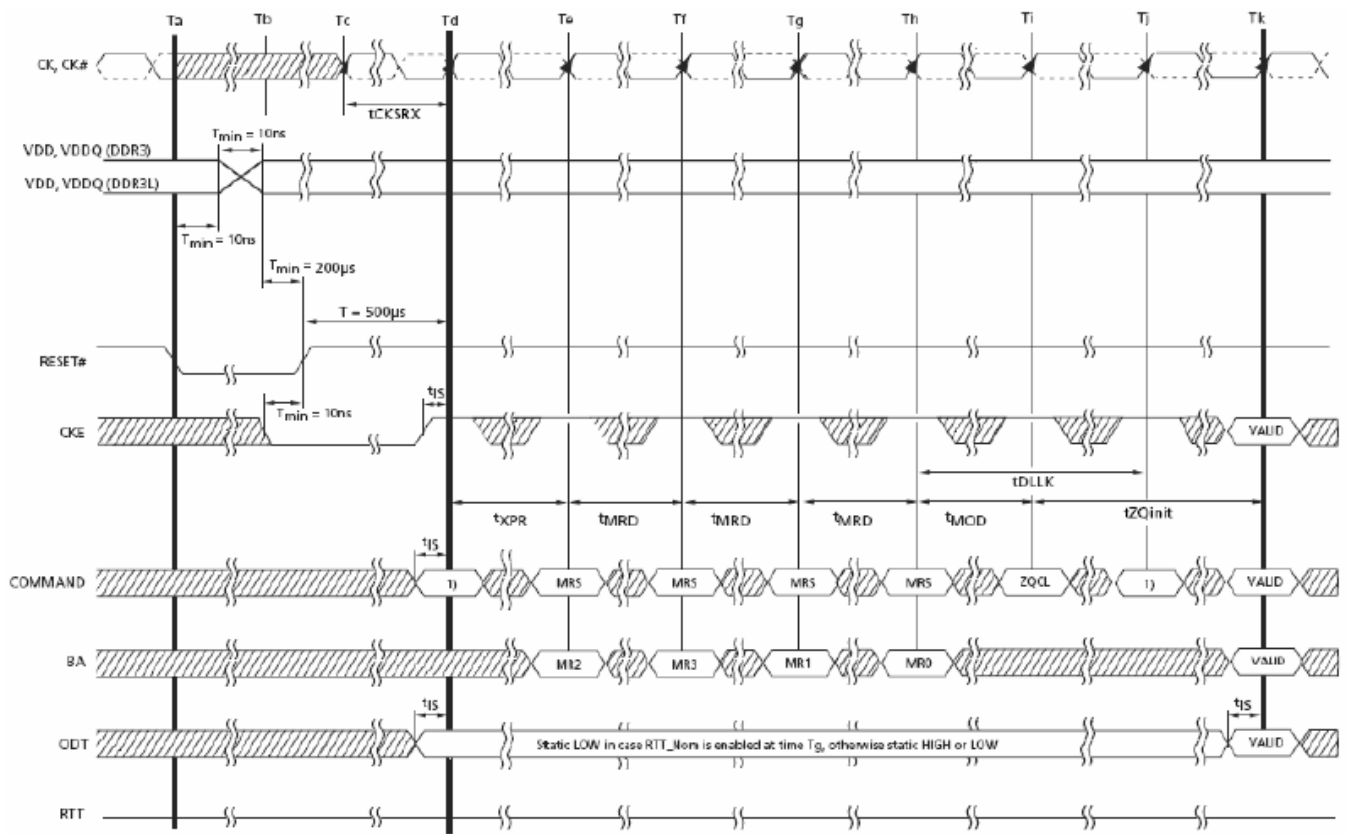 Ta Tb Tc Td Te Tf Tg Th Ti Tj Tk
CK, CK#
tCKSRX
Tmin = 10ns
VDD, VDDQ (DDR3)
VDD, VDDQ (DDR3L)
Tmin = 10ns
Tmin = 200µs
T = 500µs
RESET#
tIS
Tmin = 10ns
CKE
VALID
tDLLK
tXPR tMRD tMRD tMRD tMOD tZQinit
tIS
COMMAND 1) MRS MRS MRS MRS ZQCL 1) VALID
BA MR2 MR3 MR1 MR0 VALID
tIS tIS
ODT Static LOW in case RTT_Nom is enabled at time Tg, otherwise static HIGH or LOW VALID
RTT